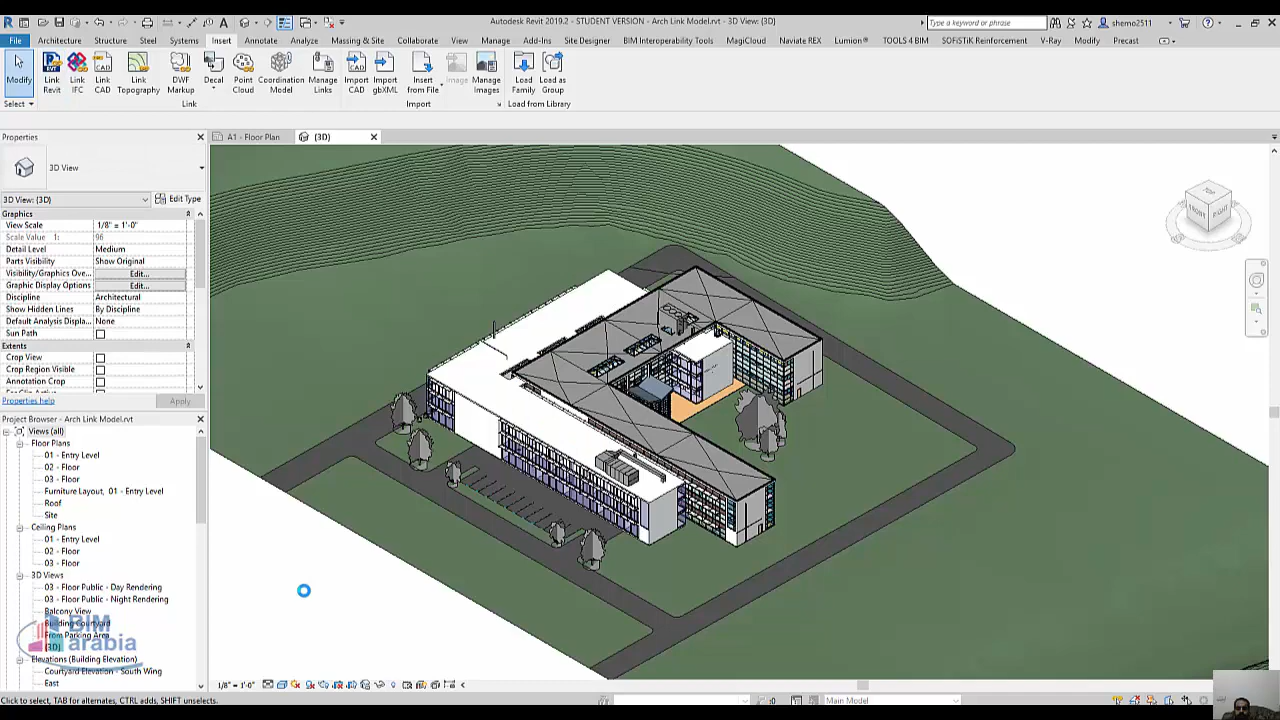 Autodesk Revit 2019.2 - STUDENT VERSION - Arch Link Model.rvt - 3D View: {3D}
Type a keyword or phrase
shemo2511
File Architecture Structure Steel Systems Insert Annotate Analyze Massing & Site Collaborate View Manage Add-Ins Site Designer BIM Interoperability Tools MagiCloud Naviate REX Lumion® TOOLS 4 BIM SOFiSTiK Reinforcement V-Ray Modify Precast
Modify
Link Revit
Link IFC
Link CAD
Link Topography
DWF Markup
Decal
Point Cloud
Coordination Model
Manage Links
Import CAD
Import gbXML
Insert from File
Image
Manage Images
Load Family
Load as Group
Select
Link
Import
Load from Library
Properties
A1 - Floor Plan
{3D}
3D View
3D View: {3D}
Edit Type
Graphics
View Scale 1/8" = 1'-0"
Scale Value 1: 96
Detail Level Medium
Parts Visibility Show Original
Visibility/Graphics Ove... Edit...
Graphic Display Options Edit...
Discipline Architectural
Show Hidden Lines By Discipline
Default Analysis Displa... None
Sun Path
Extents
Crop View
Crop Region Visible
Annotation Crop
Properties help
Apply
Project Browser - Arch Link Model.rvt
Views (all)
Floor Plans
01 - Entry Level
02 - Floor
03 - Floor
Furniture Layout, 01 - Entry Level
Roof
Site
Ceiling Plans
01 - Entry Level
02 - Floor
03 - Floor
3D Views
03 - Floor Public - Day Rendering
03 - Floor Public - Night Rendering
Balcony View
Building Courtyard
From Parking Area
{3D}
Elevations (Building Elevation)
Courtyard Elevation - South Wing
East
BIM
arabia
TOP
FRONT
RIGHT
1/8" = 1'-0"
Click to select, TAB for alternates, CTRL adds, SHIFT unselects.
:0
Main Model